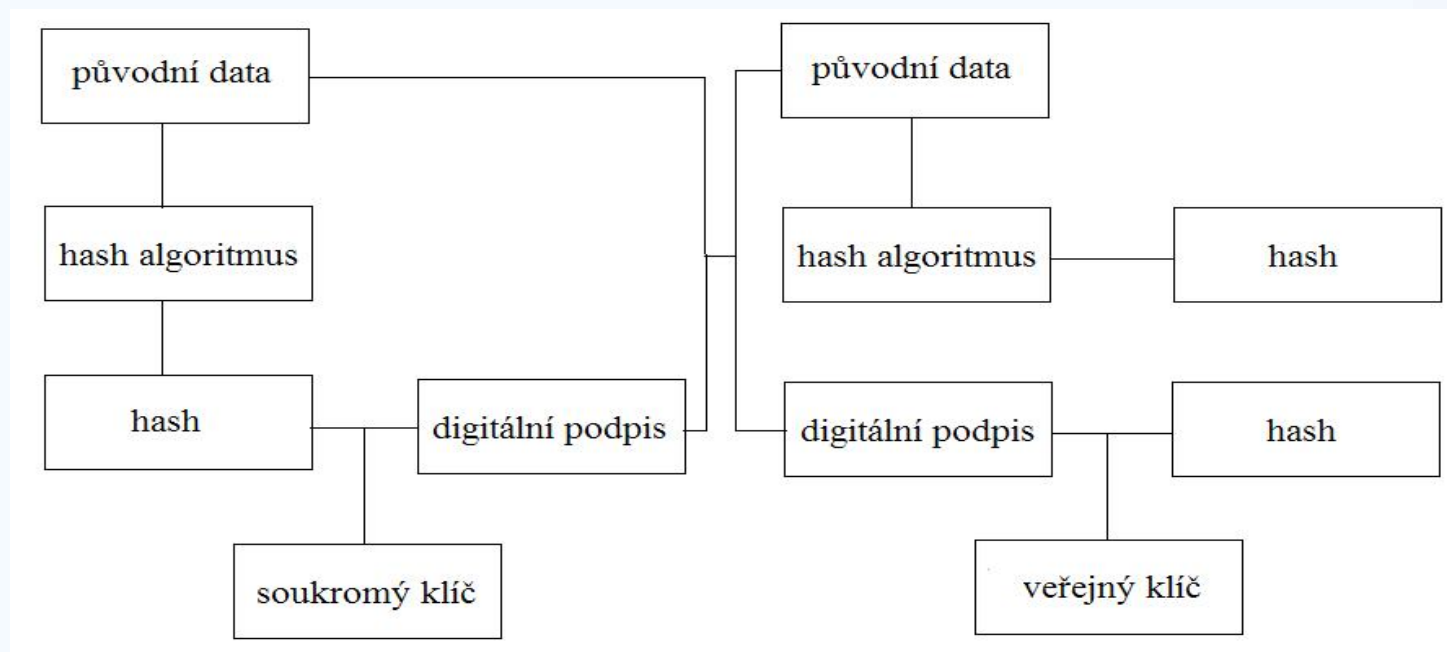 původní data
hash algoritmus
hash
digitální podpis
soukromý klíč
původní data
hash algoritmus
hash
digitální podpis
hash
veřejný klíč